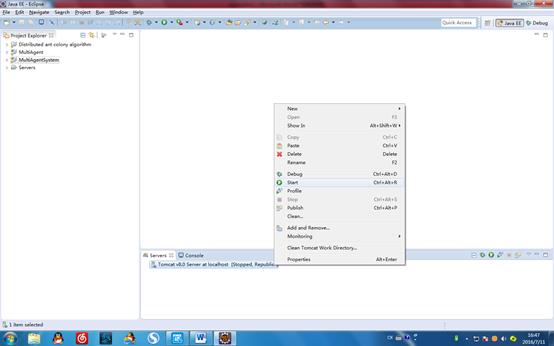 Java EE - Eclipse
File Edit Navigate Search Project Run Window Help
Quick Access
Java EE
Debug
Project Explorer
Distributed ant colony algorithm
MultiAgent
MultiAgentSystem
Servers
New
Open F3
Show In Alt+Shift+W
Copy Ctrl+C
Paste Ctrl+V
Delete Delete
Rename F2
Debug Ctrl+Alt+D
Start Ctrl+Alt+R
Profile
Stop Ctrl+Alt+S
Publish Ctrl+Alt+P
Clean...
Add and Remove...
Monitoring
Clean Tomcat Work Directory...
Properties Alt+Enter
Servers Console
Tomcat v8.0 Server at localhost [Stopped, Republish]
1 item selected
CH
16:47
2016/7/11